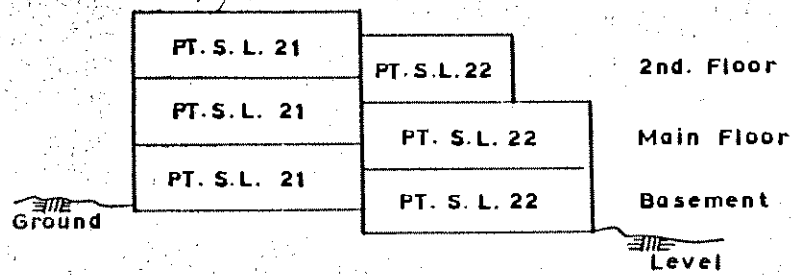 PT. S. L. 21
PT. S. L. 22 2nd. Floor
PT. S. L. 21
PT. S. L. 22 Main Floor
PT. S. L. 21
PT. S. L. 22 Basement
Ground
Level